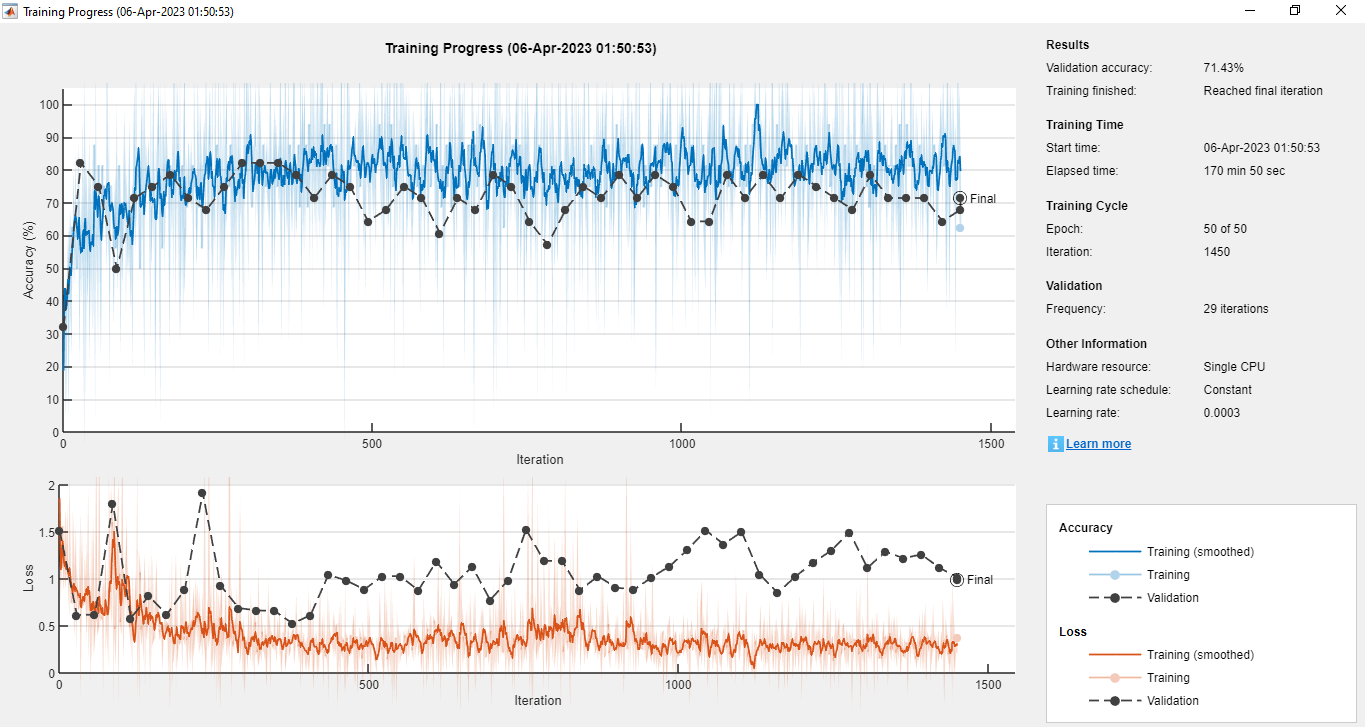 Training Progress (06-Apr-2023 01:50:53)
Training Progress (06-Apr-2023 01:50:53)
100
90
80
70
60
50
40
30
20
10
0
Accuracy (%)
0 500 1000 1500
Iteration
Final
2
1.5
1
0.5
0
Loss
0 500 1000 1500
Iteration
Final
Results
Validation accuracy: 71.43%
Training finished: Reached final iteration
Training Time
Start time: 06-Apr-2023 01:50:53
Elapsed time: 170 min 50 sec
Training Cycle
Epoch: 50 of 50
Iteration: 1450
Validation
Frequency: 29 iterations
Other Information
Hardware resource: Single CPU
Learning rate schedule: Constant
Learning rate: 0.0003
i Learn more
Accuracy
Training (smoothed)
Training
Validation
Loss
Training (smoothed)
Training
Validation